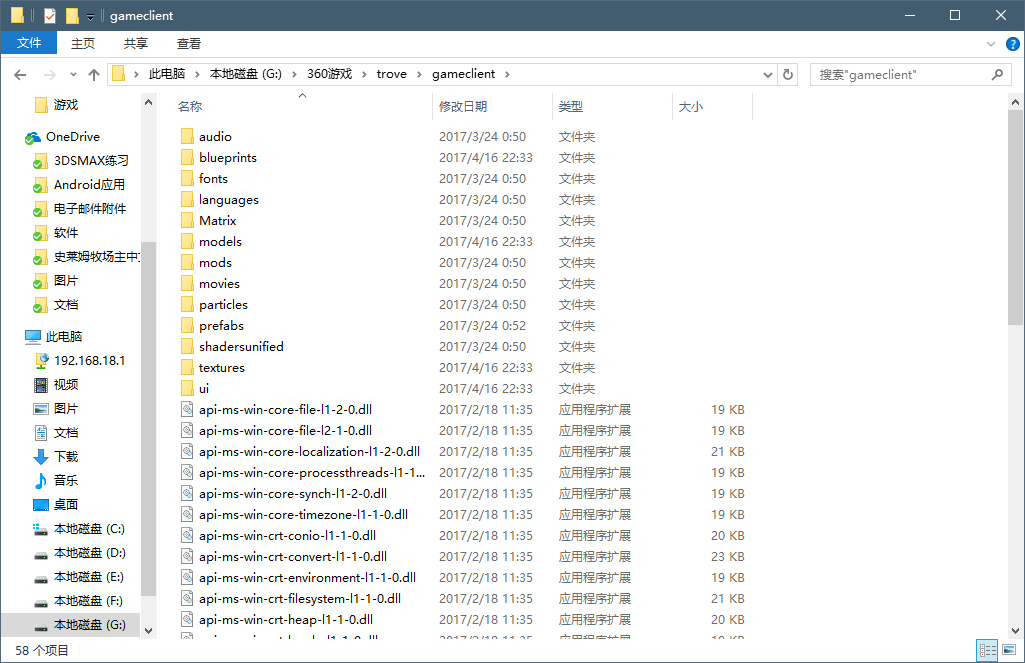 gameclient
文件 主页 共享 查看
此电脑 本地磁盘 (G:) 360游戏 trove gameclient 搜索"gameclient"
游戏
OneDrive
3DSMAX练习
Android应用
电子邮件附件
软件
史莱姆牧场主中
图片
文档
此电脑
192.168.18.1
视频
图片
文档
下载
音乐
桌面
本地磁盘 (C:)
本地磁盘 (D:)
本地磁盘 (E:)
本地磁盘 (F:)
本地磁盘 (G:)
名称 修改日期 类型 大小
audio 2017/3/24 0:50 文件夹
blueprints 2017/4/16 22:33 文件夹
fonts 2017/3/24 0:50 文件夹
languages 2017/3/24 0:50 文件夹
Matrix 2017/3/24 0:50 文件夹
models 2017/4/16 22:33 文件夹
mods 2017/3/24 0:50 文件夹
movies 2017/3/24 0:50 文件夹
particles 2017/3/24 0:50 文件夹
prefabs 2017/3/24 0:52 文件夹
shadersunified 2017/3/24 0:50 文件夹
textures 2017/4/16 22:33 文件夹
ui 2017/4/16 22:33 文件夹
api-ms-win-core-file-l1-2-0.dll 2017/2/18 11:35 应用程序扩展 19 KB
api-ms-win-core-file-l2-1-0.dll 2017/2/18 11:35 应用程序扩展 19 KB
api-ms-win-core-localization-l1-2-0.dll 2017/2/18 11:35 应用程序扩展 21 KB
api-ms-win-core-processthreads-l1-1... 2017/2/18 11:35 应用程序扩展 19 KB
api-ms-win-core-synch-l1-2-0.dll 2017/2/18 11:35 应用程序扩展 19 KB
api-ms-win-core-timezone-l1-1-0.dll 2017/2/18 11:35 应用程序扩展 19 KB
api-ms-win-crt-conio-l1-1-0.dll 2017/2/18 11:35 应用程序扩展 20 KB
api-ms-win-crt-convert-l1-1-0.dll 2017/2/18 11:35 应用程序扩展 23 KB
api-ms-win-crt-environment-l1-1-0.dll 2017/2/18 11:35 应用程序扩展 19 KB
api-ms-win-crt-filesystem-l1-1-0.dll 2017/2/18 11:35 应用程序扩展 21 KB
api-ms-win-crt-heap-l1-1-0.dll 2017/2/18 11:35 应用程序扩展 20 KB
58 个项目